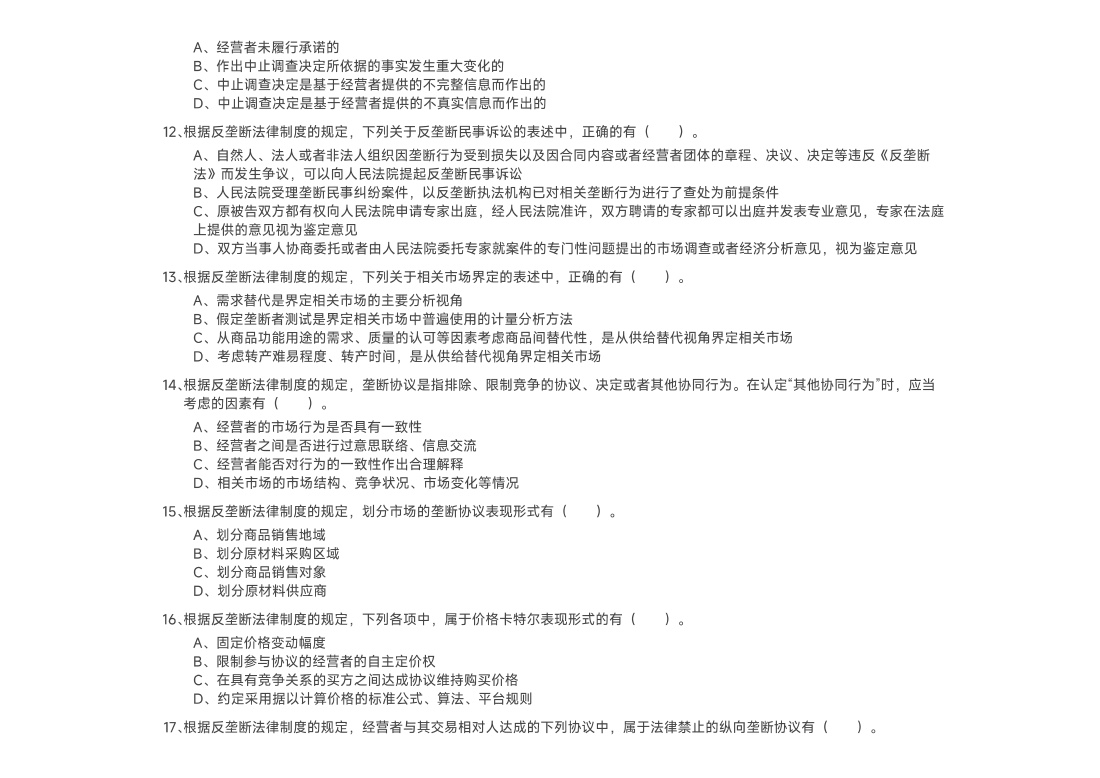 A、经营者未履行承诺的
B、作出中止调查决定所依据的事实发生重大变化的
C、中止调查决定是基于经营者提供的不完整信息而作出的
D、中止调查决定是基于经营者提供的不真实信息而作出的
12、根据反垄断法律制度的规定，下列关于反垄断民事诉讼的表述中，正确的有（　　）。
A、自然人、法人或者非法人组织因垄断行为受到损失以及因合同内容或者经营者团体的章程、决议、决定等违反《反垄断
法》而发生争议，可以向人民法院提起反垄断民事诉讼
B、人民法院受理垄断民事纠纷案件，以反垄断执法机构已对相关垄断行为进行了查处为前提条件
C、原被告双方都有权向人民法院申请专家出庭，经人民法院准许，双方聘请的专家都可以出庭并发表专业意见，专家在法庭
上提供的意见视为鉴定意见
D、双方当事人协商委托或者由人民法院委托专家就案件的专门性问题提出的市场调查或者经济分析意见，视为鉴定意见
13、根据反垄断法律制度的规定，下列关于相关市场界定的表述中，正确的有（　　）。
A、需求替代是界定相关市场的主要分析视角
B、假定垄断者测试是界定相关市场中普遍使用的计量分析方法
C、从商品功能用途的需求、质量的认可等因素考虑商品间替代性，是从供给替代视角界定相关市场
D、考虑转产难易程度、转产时间，是从供给替代视角界定相关市场
14、根据反垄断法律制度的规定，垄断协议是指排除、限制竞争的协议、决定或者其他协同行为。在认定“其他协同行为”时，应当
考虑的因素有（　　）。
A、经营者的市场行为是否具有一致性
B、经营者之间是否进行过意思联络、信息交流
C、经营者能否对行为的一致性作出合理解释
D、相关市场的市场结构、竞争状况、市场变化等情况
15、根据反垄断法律制度的规定，划分市场的垄断协议表现形式有（　　）。
A、划分商品销售地域
B、划分原材料采购区域
C、划分商品销售对象
D、划分原材料供应商
16、根据反垄断法律制度的规定，下列各项中，属于价格卡特尔表现形式的有（　　）。
A、固定价格变动幅度
B、限制参与协议的经营者的自主定价权
C、在具有竞争关系的买方之间达成协议维持购买价格
D、约定采用据以计算价格的标准公式、算法、平台规则
17、根据反垄断法律制度的规定，经营者与其交易相对人达成的下列协议中，属于法律禁止的纵向垄断协议有（　　）。